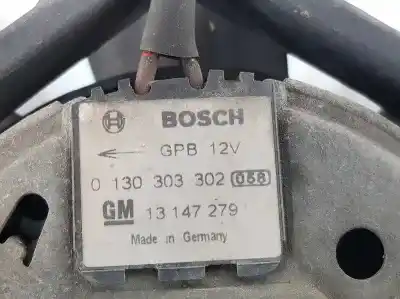 BOSCH
GPB 12V
0 130 303 302 058
GM 13 147 279
Made in Germany